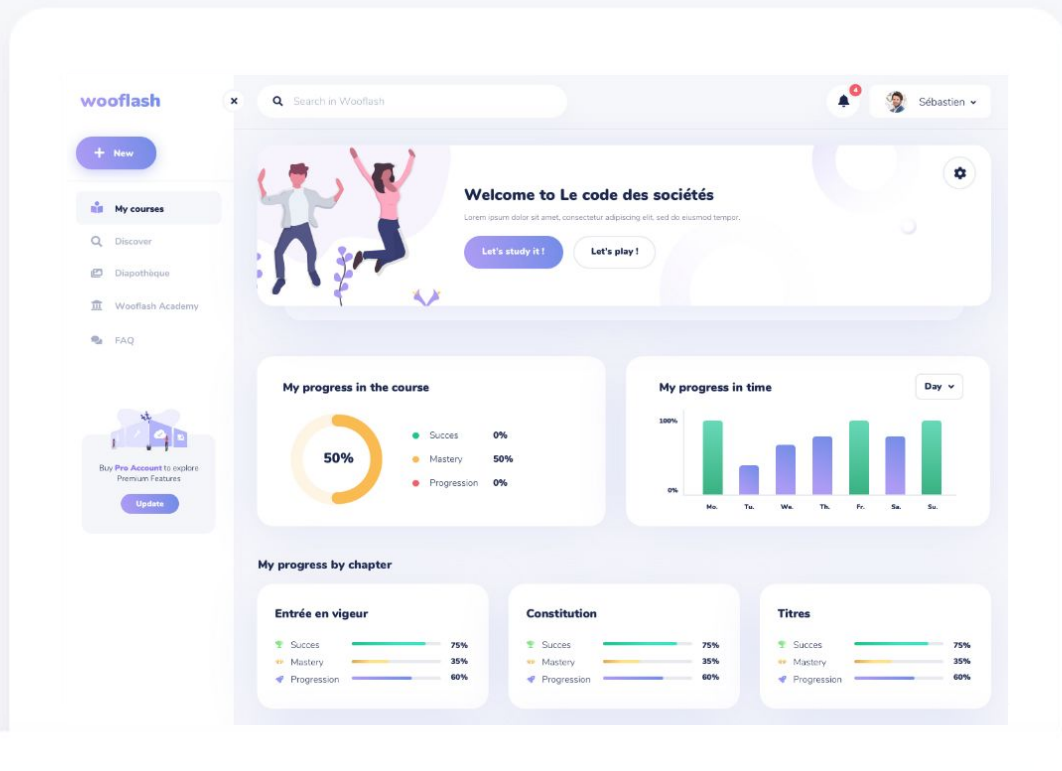 wooflash
Search in Wooflash
4
Sébastien
+ New
My courses
Discover
Diapothèque
Wooflash Academy
FAQ
Buy Pro Account to explore
Premium Features
Update
Welcome to Le code des sociétés
Lorem ipsum dolor sit amet, consectetur adipiscing elit, sed do eiusmod tempor.
Let's study it !
Let's play !
My progress in the course
50%
Succes 0%
Mastery 50%
Progression 0%
My progress in time
Day
100%
0%
Mo. Tu. We. Th. Fr. Sa. Su.
My progress by chapter
Entrée en vigeur
Succes 75%
Mastery 35%
Progression 60%
Constitution
Succes 75%
Mastery 35%
Progression 60%
Titres
Succes 75%
Mastery 35%
Progression 60%